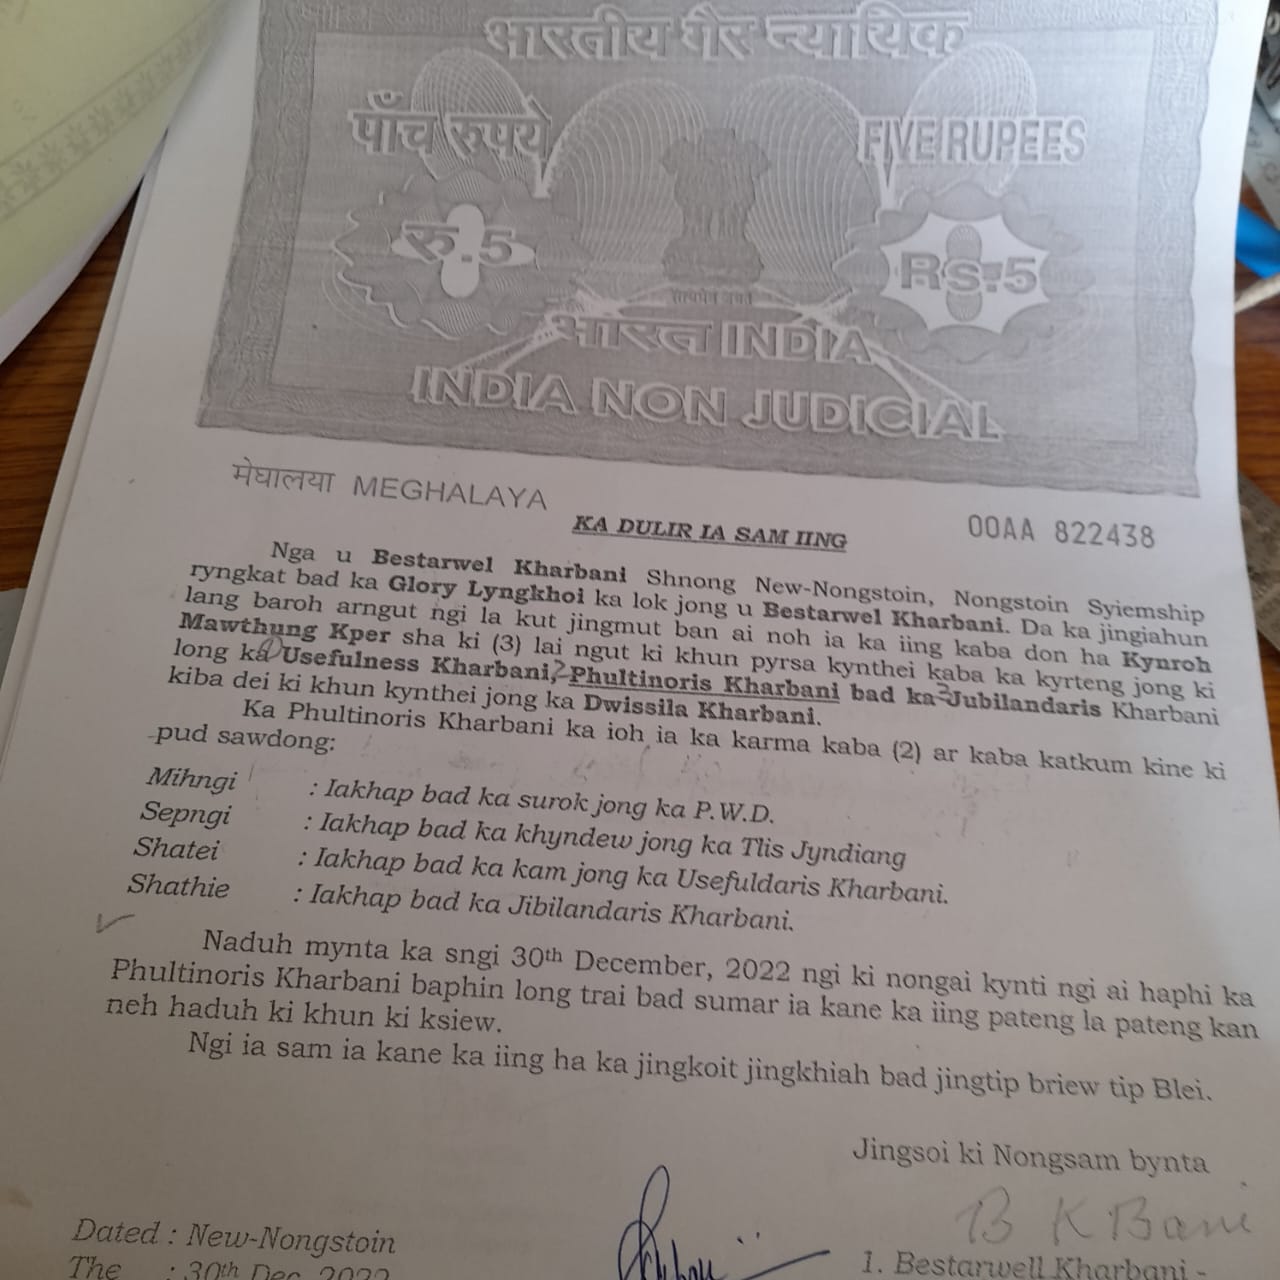 भारतीय गैर न्यायिक
पाँच रुपये FIVE RUPEES
रु.5 Rs.5
सत्यमेव जयते
भारत INDIA
INDIA NON JUDICIAL
मेघालया MEGHALAYA
00AA 822438
KA DULIR IA SAM IING
Nga u Bestarwel Kharbani Shnong New-Nongstoin, Nongstoin Syiemship
ryngkat bad ka Glory Lyngkhoi ka lok jong u Bestarwel Kharbani. Da ka jingiahun
lang baroh arngut ngi la kut jingmut ban ai noh ia ka iing kaba don ha Kynroh
Mawthung Kper sha ki (3) lai ngut ki khun pyrsa kynthei kaba ka kyrteng jong ki
long ka 1 Usefulness Kharbani, 2 Phultinoris Kharbani bad ka 3 Jubilandaris Kharbani
kiba dei ki khun kynthei jong ka Dwissila Kharbani.
Ka Phultinoris Kharbani ka ioh ia ka karma kaba (2) ar kaba katkum kine ki
pud sawdong:
Mihngi : Iakhap bad ka surok jong ka P.W.D.
Sepngi : Iakhap bad ka khyndew jong ka Tlis Jyndiang
Shatei : Iakhap bad ka kam jong ka Usefuldaris Kharbani.
Shathie : Iakhap bad ka Jibilandaris Kharbani.
Naduh mynta ka sngi 30th December, 2022 ngi ki nongai kynti ngi ai haphi ka
Phultinoris Kharbani baphin long trai bad sumar ia kane ka iing pateng la pateng kan
neh haduh ki khun ki ksiew.
Ngi ia sam ia kane ka iing ha ka jingkoit jingkhiah bad jingtip briew tip Blei.
Jingsoi ki Nongsam bynta
B K Bani
Dated : New-Nongstoin
The : 30th Dec, 2022
1. Bestarwell Kharbani -